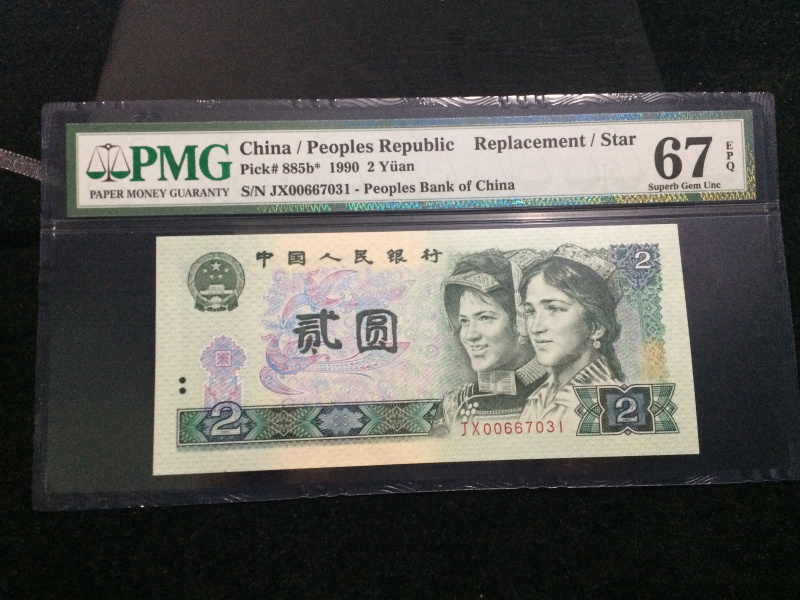 PMG
PAPER MONEY GUARANTY
China / Peoples Republic Replacement / Star
Pick# 885b* 1990 2 Yüan
S/N JX00667031 - Peoples Bank of China
67 EPQ
Superb Gem Unc
中国人民银行
2
贰圆
2
JX00667031
2